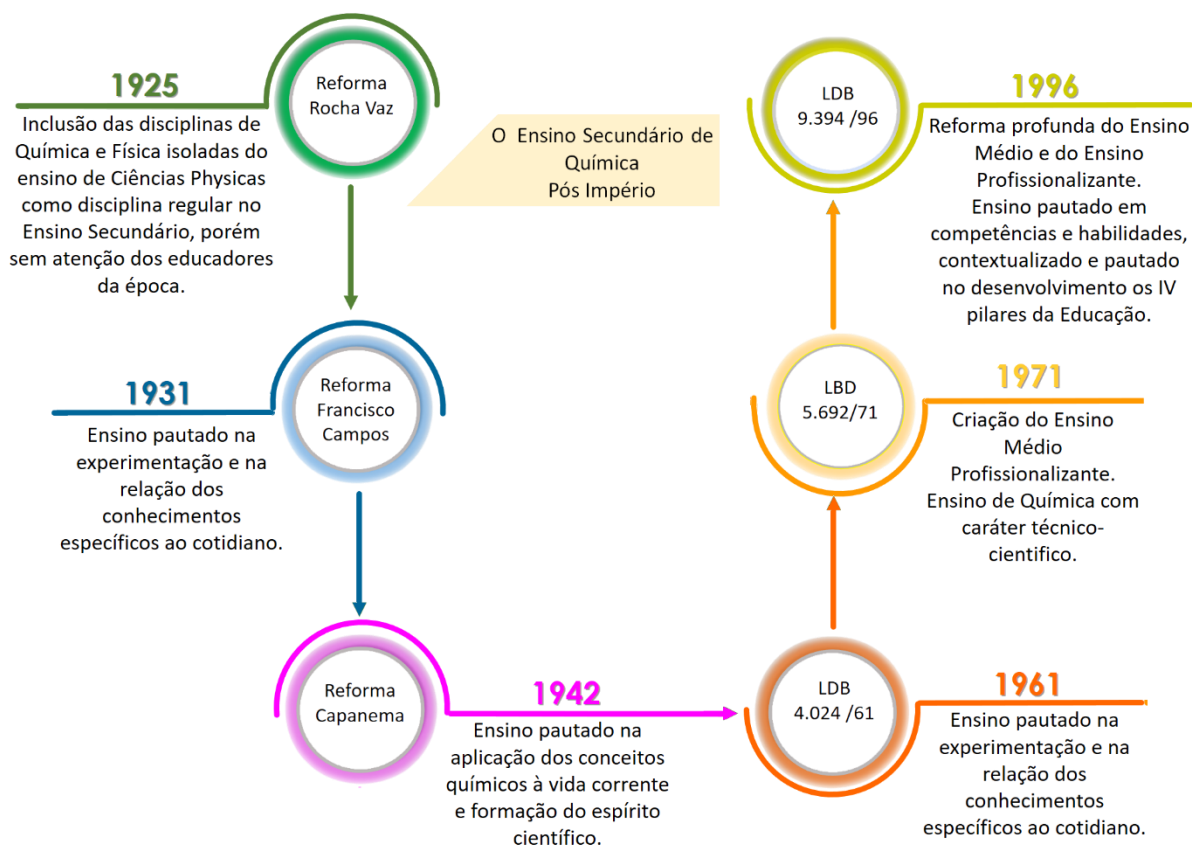 O Ensino Secundário de
Química
Pós Império
1925
Reforma
Rocha Vaz
Inclusão das disciplinas de
Química e Física isoladas do
ensino de Ciências Physicas
como disciplina regular no
Ensino Secundário, porém
sem atenção dos educadores
da época.
1931
Reforma
Francisco
Campos
Ensino pautado na
experimentação e na
relação dos
conhecimentos
específicos ao cotidiano.
Reforma
Capanema
1942
Ensino pautado na
aplicação dos conceitos
químicos à vida corrente
e formação do espírito
científico.
LDB
4.024 /61
1961
Ensino pautado na
experimentação e na
relação dos
conhecimentos
específicos ao cotidiano.
LBD
5.692/71
1971
Criação do Ensino
Médio
Profissionalizante.
Ensino de Química com
caráter técnico-
cientifico.
LDB
9.394 /96
1996
Reforma profunda do Ensino
Médio e do Ensino
Profissionalizante.
Ensino pautado em
competências e habilidades,
contextualizado e pautado
no desenvolvimento os IV
pilares da Educação.